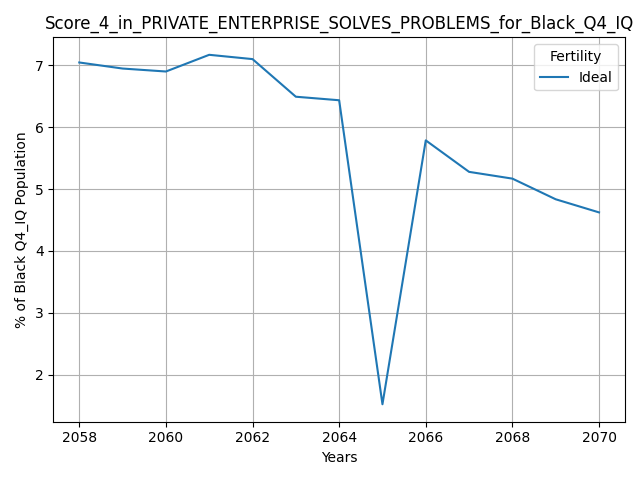 Score_4_in_PRIVATE_ENTERPRISE_SOLVES_PROBLEMS_for_Black_Q4_IQ
Fertility
Ideal
% of Black Q4_IQ Population
7
6
5
4
3
2
2058 2060 2062 2064 2066 2068 2070
Years